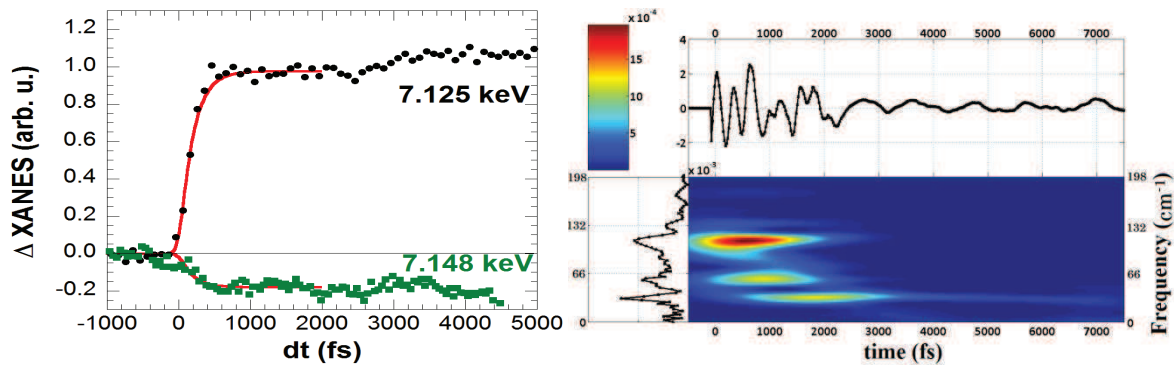 1.2
1.0
0.8
0.6
0.4
0.2
0.0
-0.2
Δ XANES (arb. u.)
7.125 keV
7.148 keV
-1000 0 1000 2000 3000 4000 5000
dt (fs)
x 10⁻⁴
15
10
5
0 1000 2000 3000 4000 5000 6000 7000
4
2
0
-2
x 10⁻³
198
132
66
0
198
132
66
0
Frequency (cm⁻¹)
0 1000 2000 3000 4000 5000 6000 7000
time (fs)